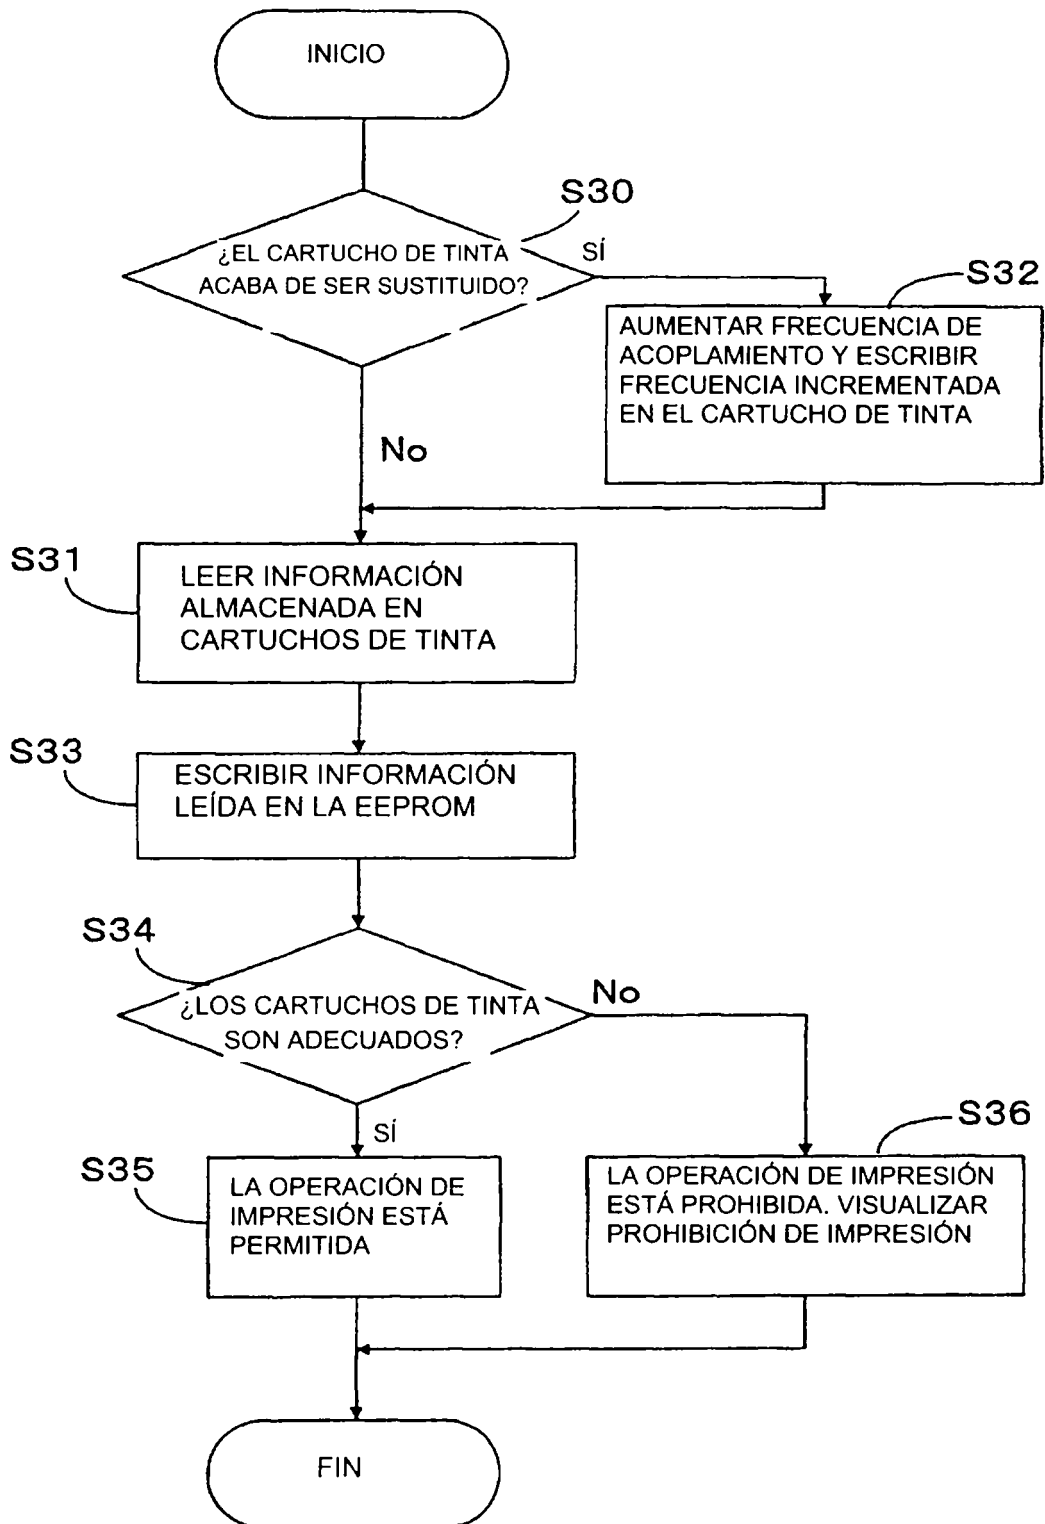 INICIO
S30
¿EL CARTUCHO DE TINTA
ACABA DE SER SUSTITUIDO?
SÍ
S32
AUMENTAR FRECUENCIA DE
ACOPLAMIENTO Y ESCRIBIR
FRECUENCIA INCREMENTADA
EN EL CARTUCHO DE TINTA
No
S31
LEER INFORMACIÓN
ALMACENADA EN
CARTUCHOS DE TINTA
S33
ESCRIBIR INFORMACIÓN
LEÍDA EN LA EEPROM
S34
¿LOS CARTUCHOS DE TINTA
SON ADECUADOS?
No
SÍ
S35
LA OPERACIÓN DE
IMPRESIÓN ESTÁ
PERMITIDA
S36
LA OPERACIÓN DE IMPRESIÓN
ESTÁ PROHIBIDA. VISUALIZAR
PROHIBICIÓN DE IMPRESIÓN
FIN